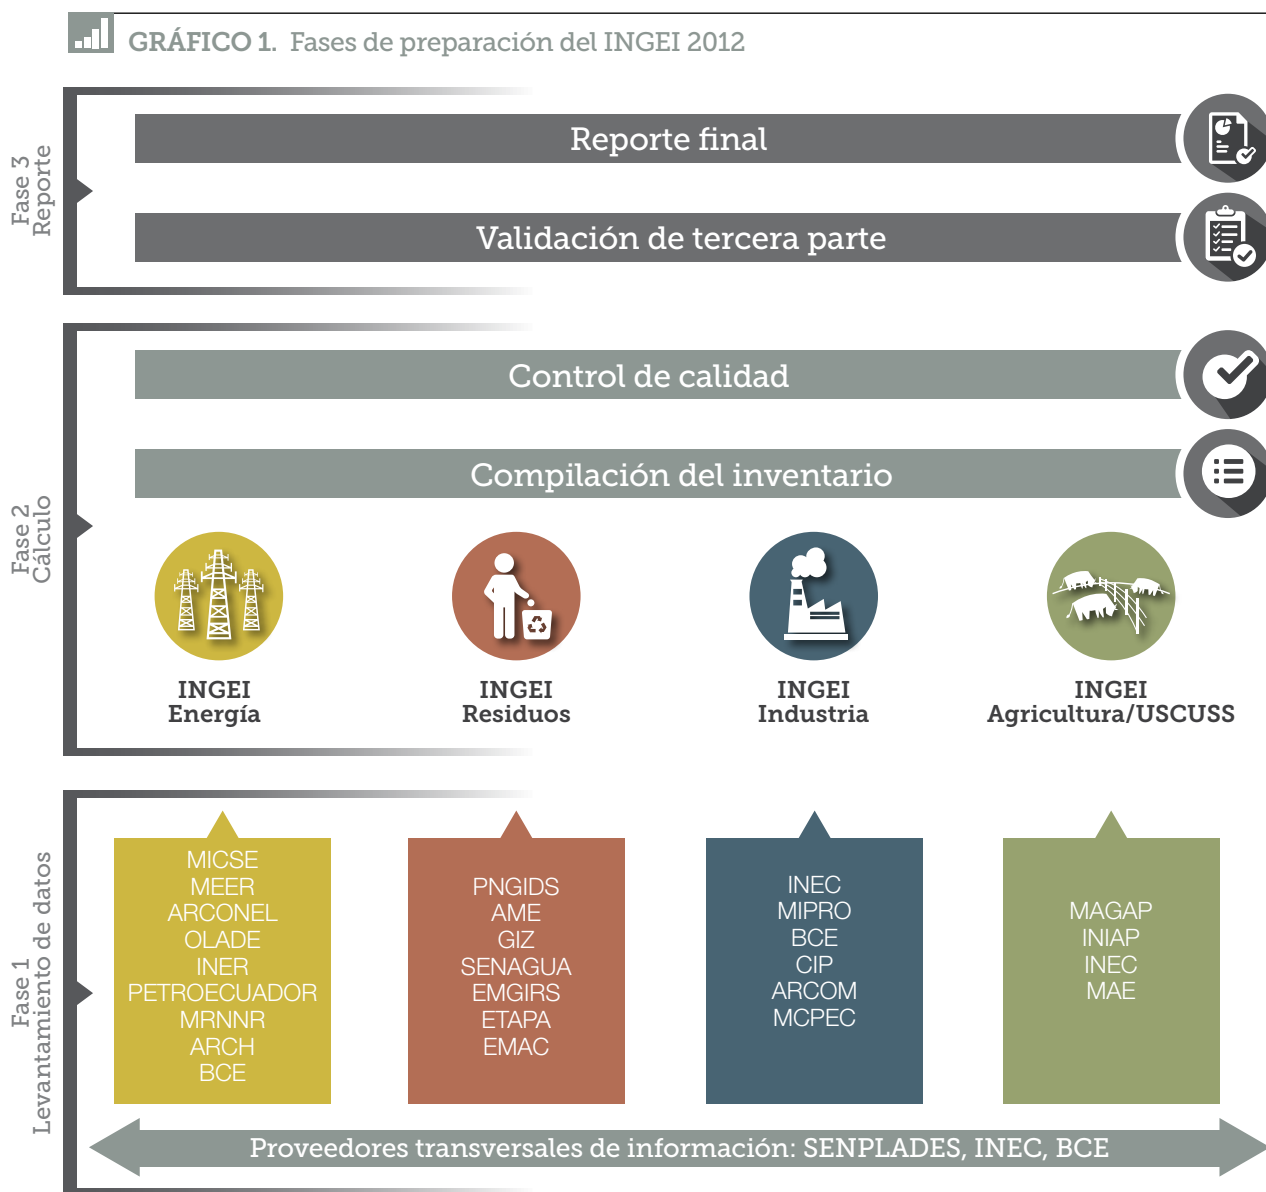 GRÁFICO 1. Fases de preparación del INGEI 2012
Fase 3
Reporte
Reporte final
Validación de tercera parte
Fase 2
Cálculo
Control de calidad
Compilación del inventario
INGEI
Energía
INGEI
Residuos
INGEI
Industria
INGEI
Agricultura/USCUSS
Fase 1
Levantamiento de datos
MICSE
MEER
ARCONEL
OLADE
INER
PETROECUADOR
MRNNR
ARCH
BCE
PNGIDS
AME
GIZ
SENAGUA
EMGIRS
ETAPA
EMAC
INEC
MIPRO
BCE
CIP
ARCOM
MCPEC
MAGAP
INIAP
INEC
MAE
Proveedores transversales de información: SENPLADES, INEC, BCE